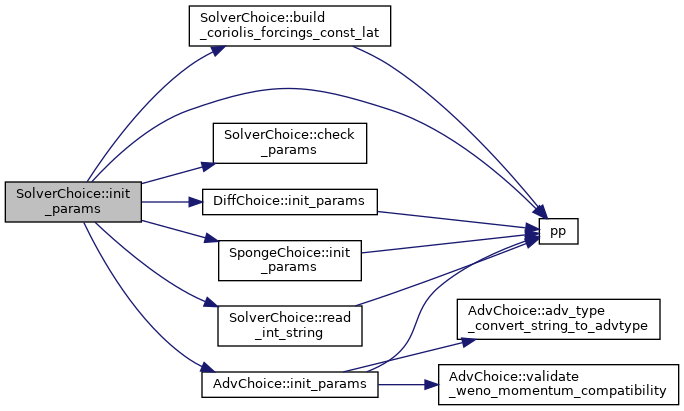 SolverChoice::build
_coriolis_forcings_const_lat
SolverChoice::check
_params
SolverChoice::init
_params
DiffChoice::init_params
pp
SpongeChoice::init
_params
SolverChoice::read
_int_string
AdvChoice::adv_type
_convert_string_to_advtype
AdvChoice::init_params
AdvChoice::validate
_weno_momentum_compatibility